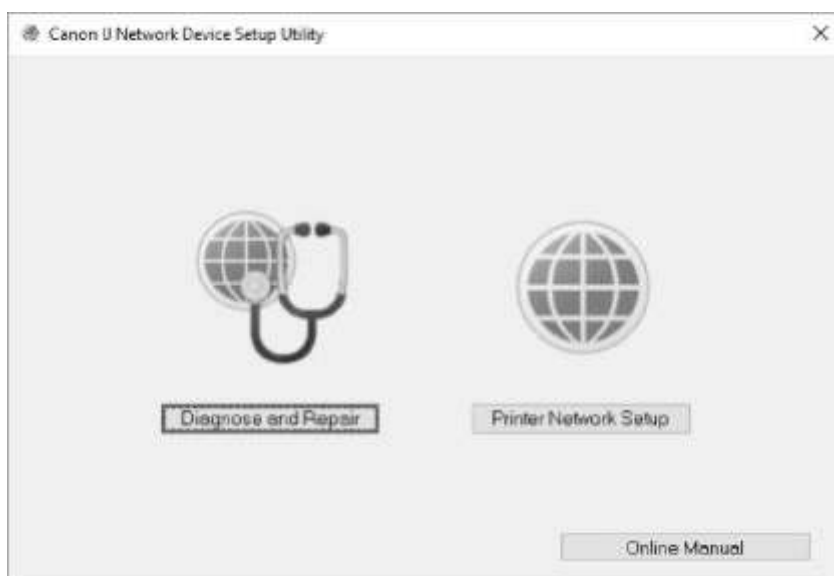 Canon IJ Network Device Setup Utility
Diagnose and Repair
Printer Network Setup
Online Manual